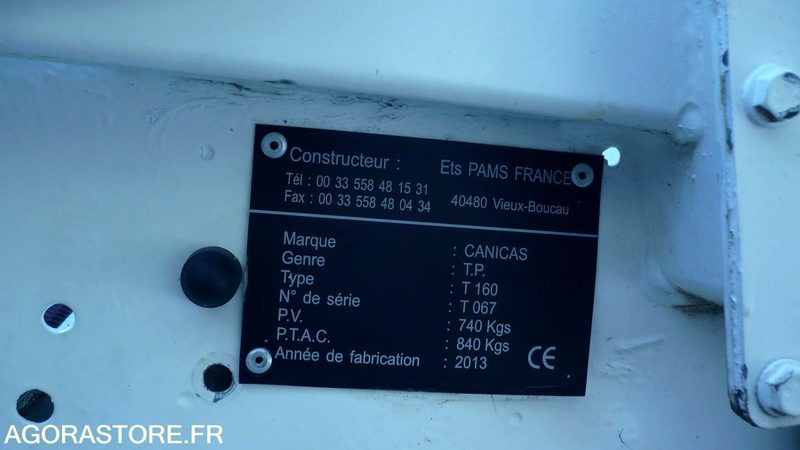 Constructeur : Ets PAMS FRANCE
Tél : 00 33 558 48 15 31
Fax : 00 33 558 48 04 34 40480 Vieux-Boucau
Marque : CANICAS
Genre : T.P.
Type : T 160
N° de série : T 067
P.V. : 740 Kgs
P.T.A.C. : 840 Kgs
Année de fabrication : 2013 CE
AGORASTORE.FR